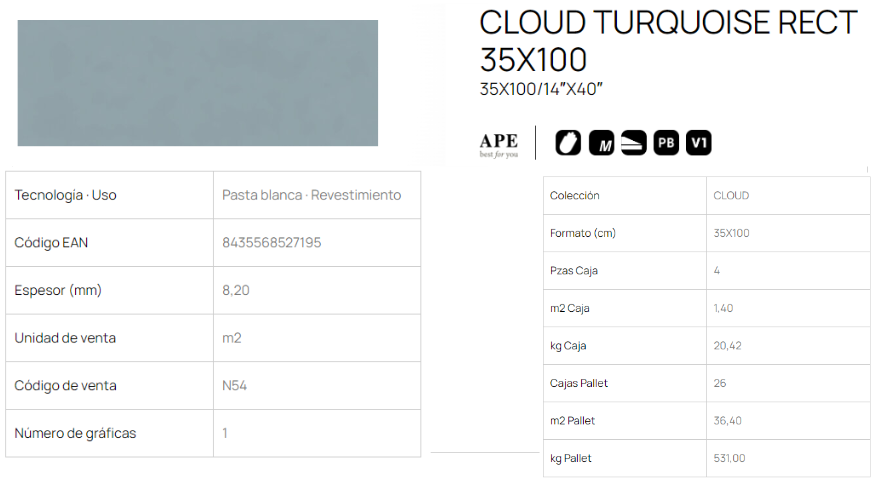 CLOUD TURQUOISE RECT
35X100
35X100/14"X40"
APE
best for you
M
PB
V1
Tecnología · Uso Pasta blanca · Revestimiento
Código EAN 8435568527195
Espesor (mm) 8,20
Unidad de venta m2
Código de venta N54
Número de gráficas 1
Colección CLOUD
Formato (cm) 35X100
Pzas Caja 4
m2 Caja 1,40
kg Caja 20,42
Cajas Pallet 26
m2 Pallet 36,40
kg Pallet 531,00